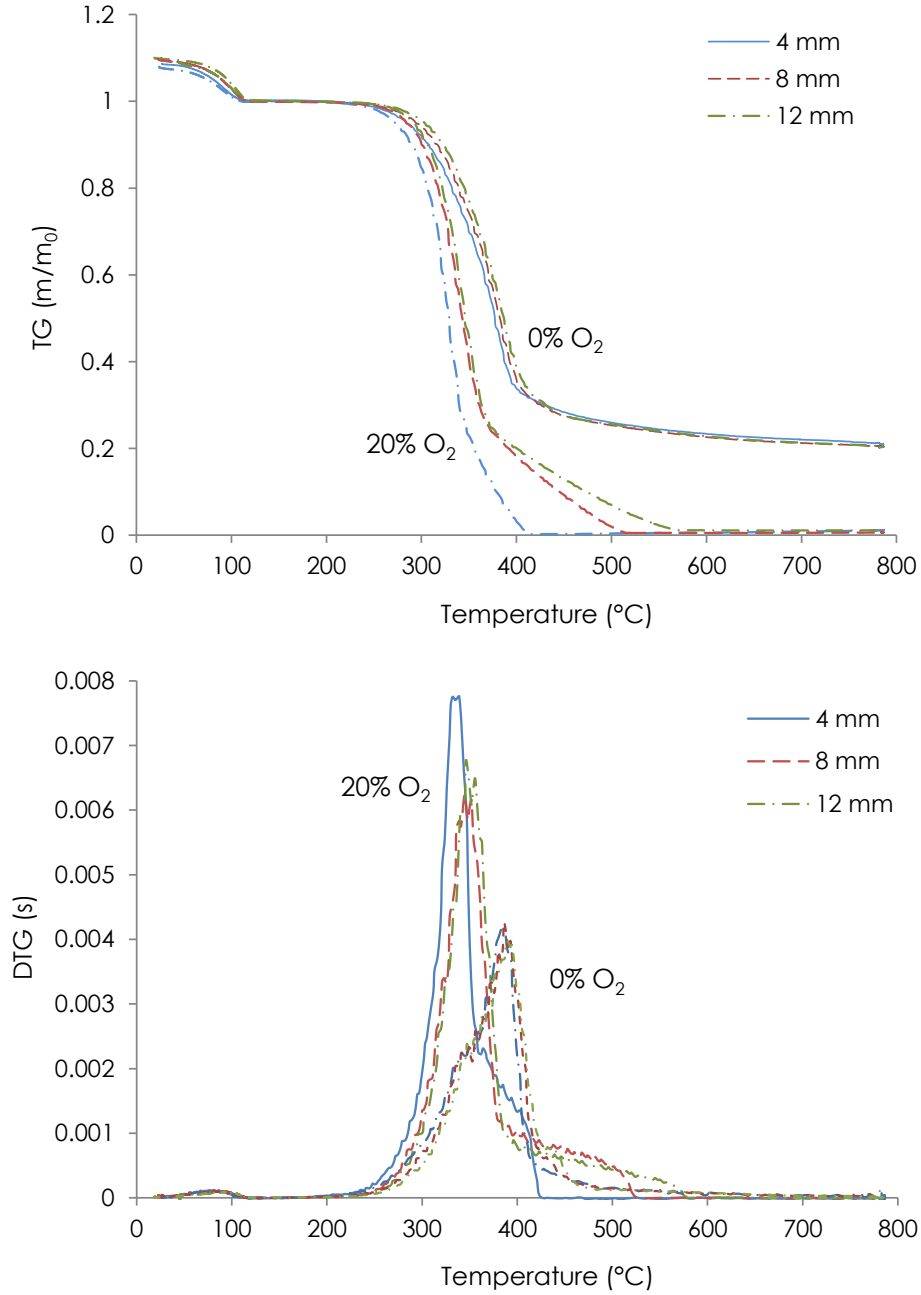 1.2
1
0.8
0.6
0.4
0.2
0
TG (m/m₀)
4 mm
8 mm
12 mm
0% O₂
20% O₂
0 100 200 300 400 500 600 700 800
Temperature (°C)
0.008
0.007
0.006
0.005
0.004
0.003
0.002
0.001
0
DTG (s)
4 mm
8 mm
12 mm
20% O₂
0% O₂
0 100 200 300 400 500 600 700 800
Temperature (°C)